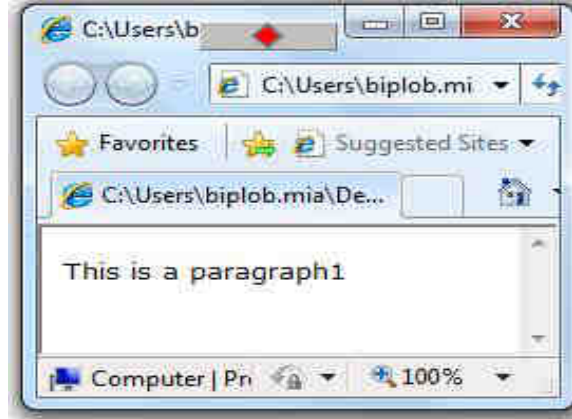 C:\Users\b
C:\Users\biplob.mi
Favorites Suggested Sites
C:\Users\biplob.mia\De...
This is a paragraph1
Computer | Pr 100%